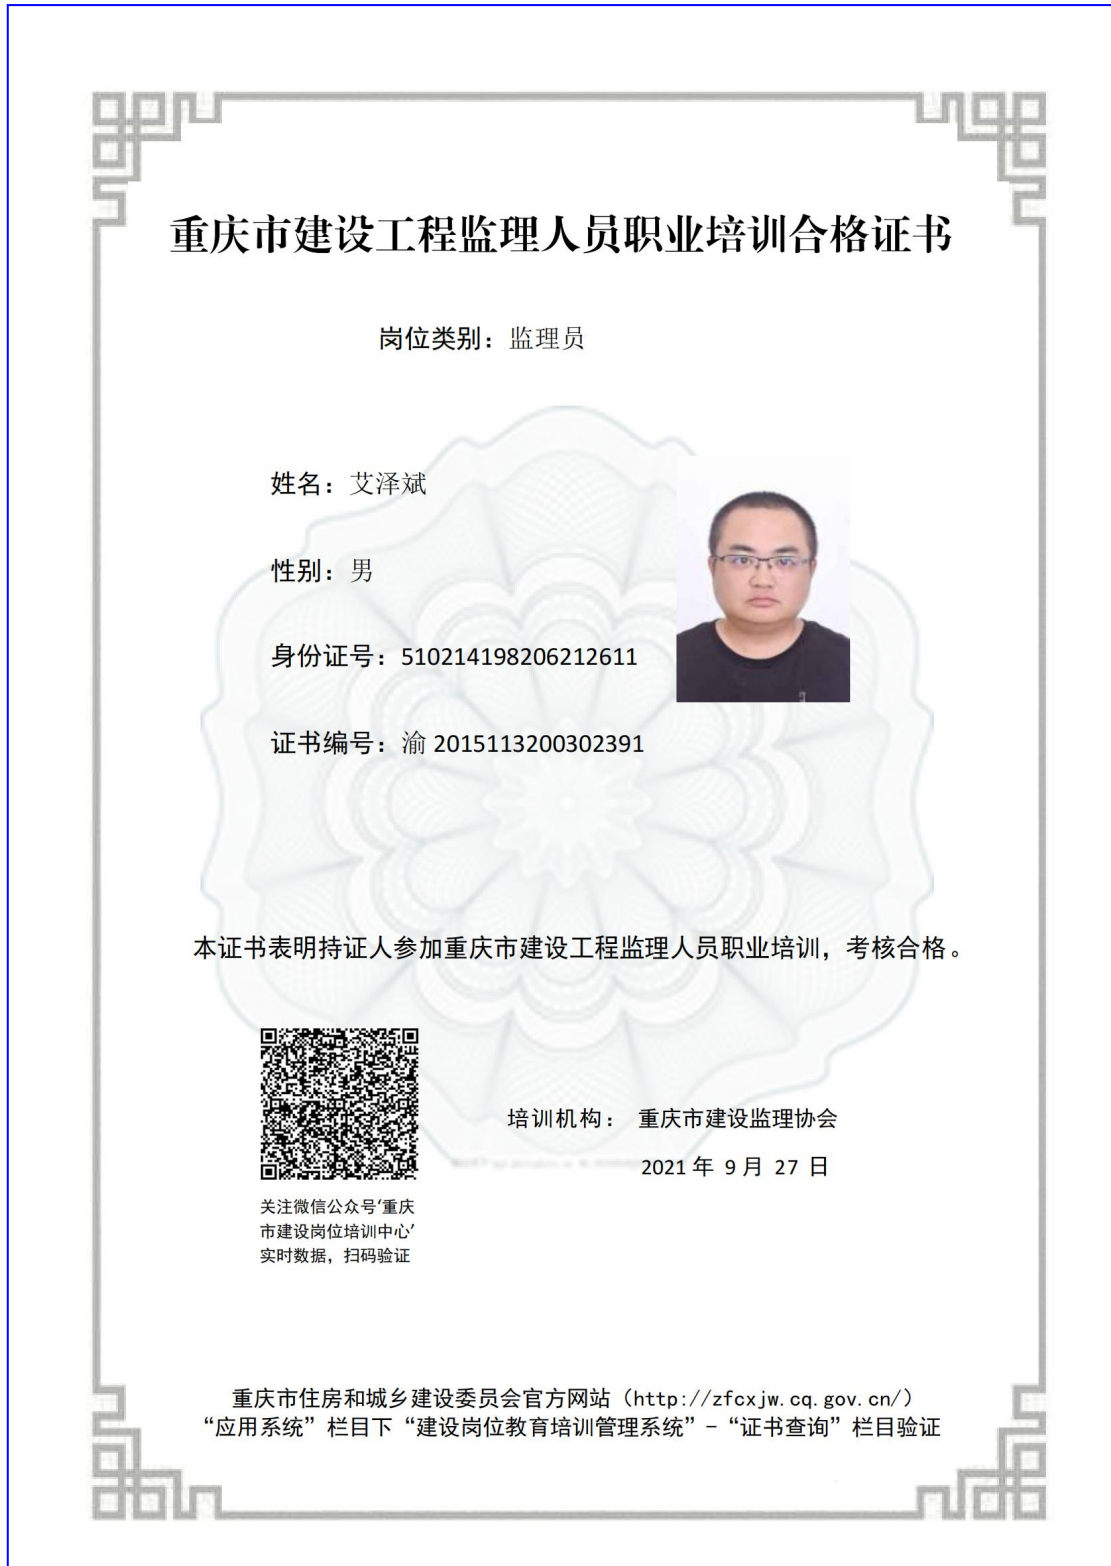 重庆市建设工程监理人员职业培训合格证书
岗位类别：监理员
姓名：艾泽斌
性别：男
身份证号：510214198206212611
证书编号：渝 2015113200302391
本证书表明持证人参加重庆市建设工程监理人员职业培训，考核合格。
培训机构： 重庆市建设监理协会
2021 年 9 月 27 日
关注微信公众号‘重庆
市建设岗位培训中心’
实时数据，扫码验证
重庆市住房和城乡建设委员会官方网站（http://zfcxjw.cq.gov.cn/）
“应用系统”栏目下“建设岗位教育培训管理系统”-“证书查询”栏目验证